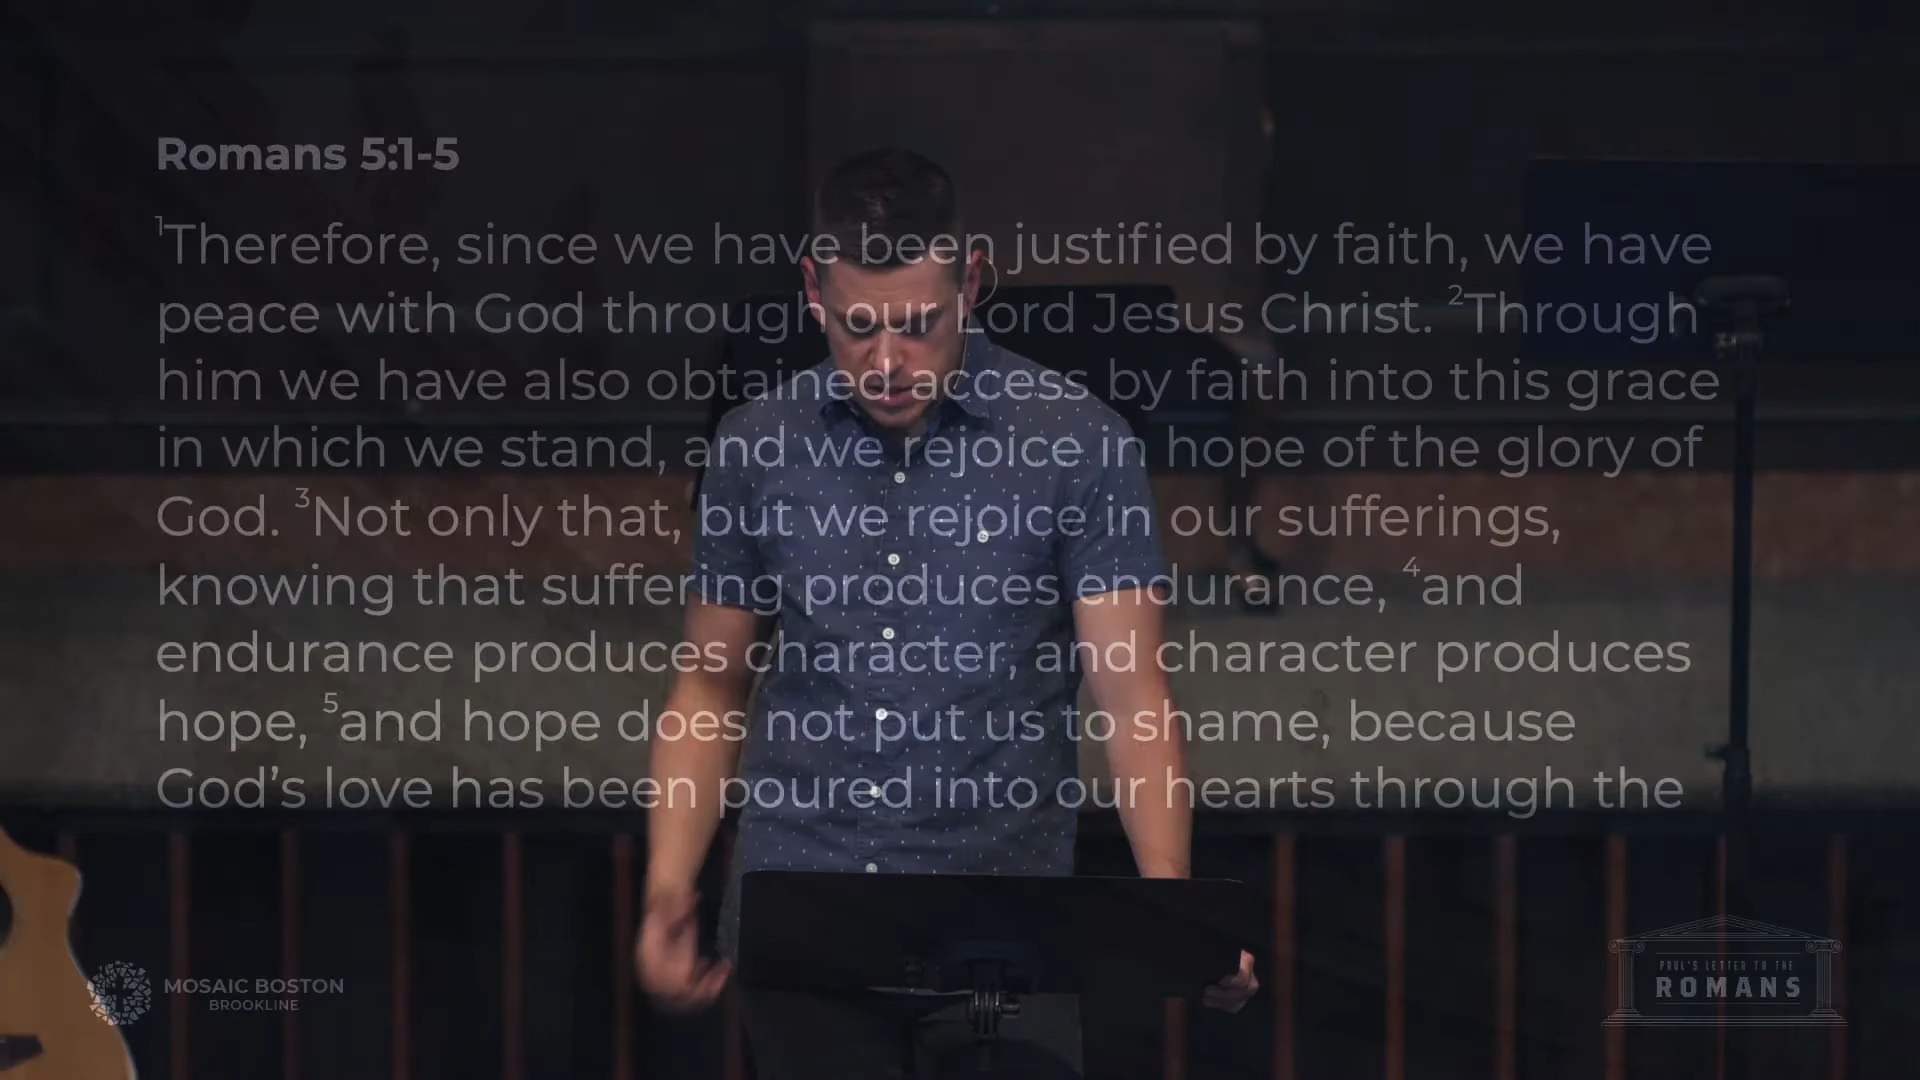 Romans 5:1-5
¹Therefore, since we have been justified by faith, we have
peace with God through our Lord Jesus Christ. ²Through
him we have also obtained access by faith into this grace
in which we stand, and we rejoice in hope of the glory of
God. ³Not only that, but we rejoice in our sufferings,
knowing that suffering produces endurance, ⁴and
endurance produces character, and character produces
hope, ⁵and hope does not put us to shame, because
God’s love has been poured into our hearts through the
MOSAIC BOSTON
BROOKLINE
PAUL'S LETTER TO THE
ROMANS